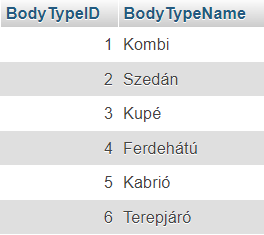 BodyTypeID BodyTypeName
1 Kombi
2 Szedán
3 Kupé
4 Ferdehátú
5 Kabrió
6 Terepjáró